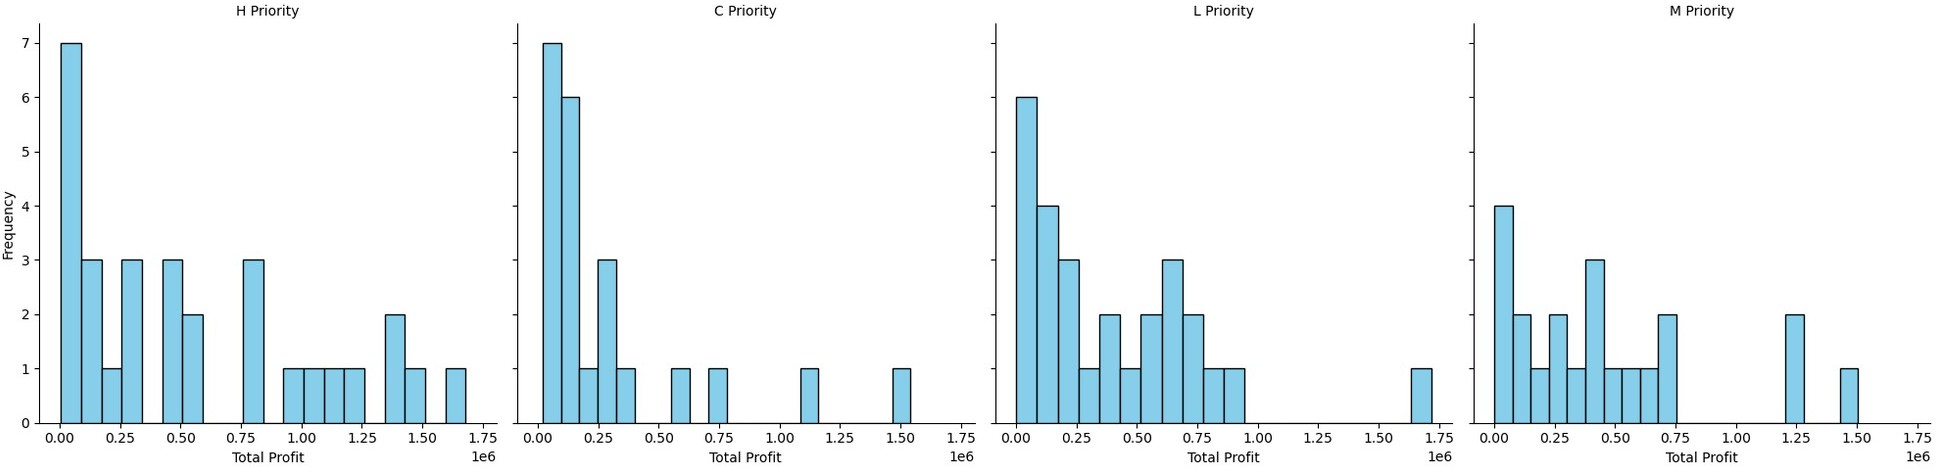 H Priority
C Priority
L Priority
M Priority
Frequency
7
6
5
4
3
2
1
0
0.00 0.25 0.50 0.75 1.00 1.25 1.50 1.75
Total Profit
1e6
0.00 0.25 0.50 0.75 1.00 1.25 1.50 1.75
Total Profit
1e6
0.00 0.25 0.50 0.75 1.00 1.25 1.50 1.75
Total Profit
1e6
0.00 0.25 0.50 0.75 1.00 1.25 1.50 1.75
Total Profit
1e6